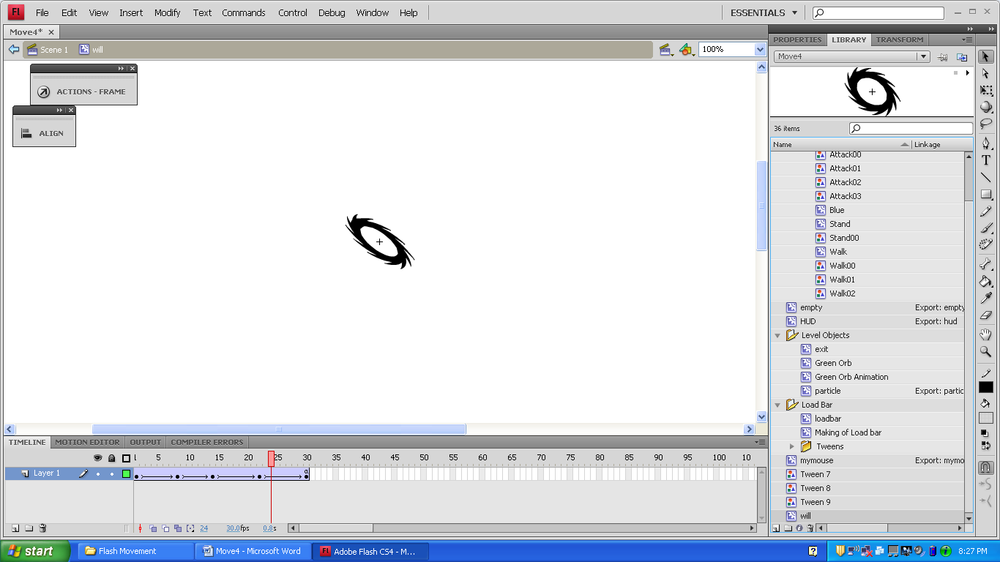 Fl File Edit View Insert Modify Text Commands Control Debug Window Help ESSENTIALS
Move4* ×
Scene 1 will 100%
PROPERTIES LIBRARY TRANSFORM
Move4
ACTIONS - FRAME
ALIGN
36 items
Name Linkage
Attack00
Attack01
Attack02
Attack03
Blue
Stand
Stand00
Walk
Walk00
Walk01
Walk02
empty Export: empty
HUD Export: hud
Level Objects
exit
Green Orb
Green Orb Animation
particle Export: partic
Load Bar
loadbar
Making of Load bar
Tweens
mymouse Export: mymo
Tween 7
Tween 8
Tween 9
will
TIMELINE MOTION EDITOR OUTPUT COMPILER ERRORS
5 10 15 20 25 30 35 40 45 50 55 60 65 70 75 80 85 90 95 100 10
Layer 1
24 30.0fps 0.8s
start Flash Movement Move4 - Microsoft Word Adobe Flash CS4 - M... 8:27 PM